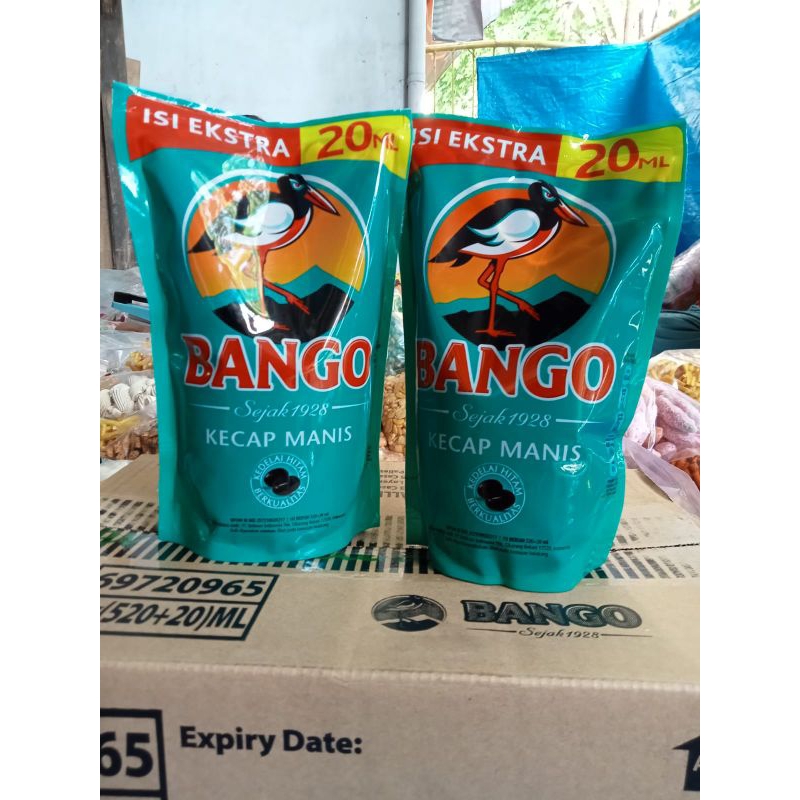 ISI EKSTRA 20ML
BANGO
Sejak 1928
KECAP MANIS
KEDELAI HITAM
BERKUALITAS
ISI EKSTRA 20ML
BANGO
Sejak 1928
KECAP MANIS
KEDELAI HITAM
BERKUALITAS
69720965
(520+20)ML
BANGO
Sejak 1928
65
Expiry Date: